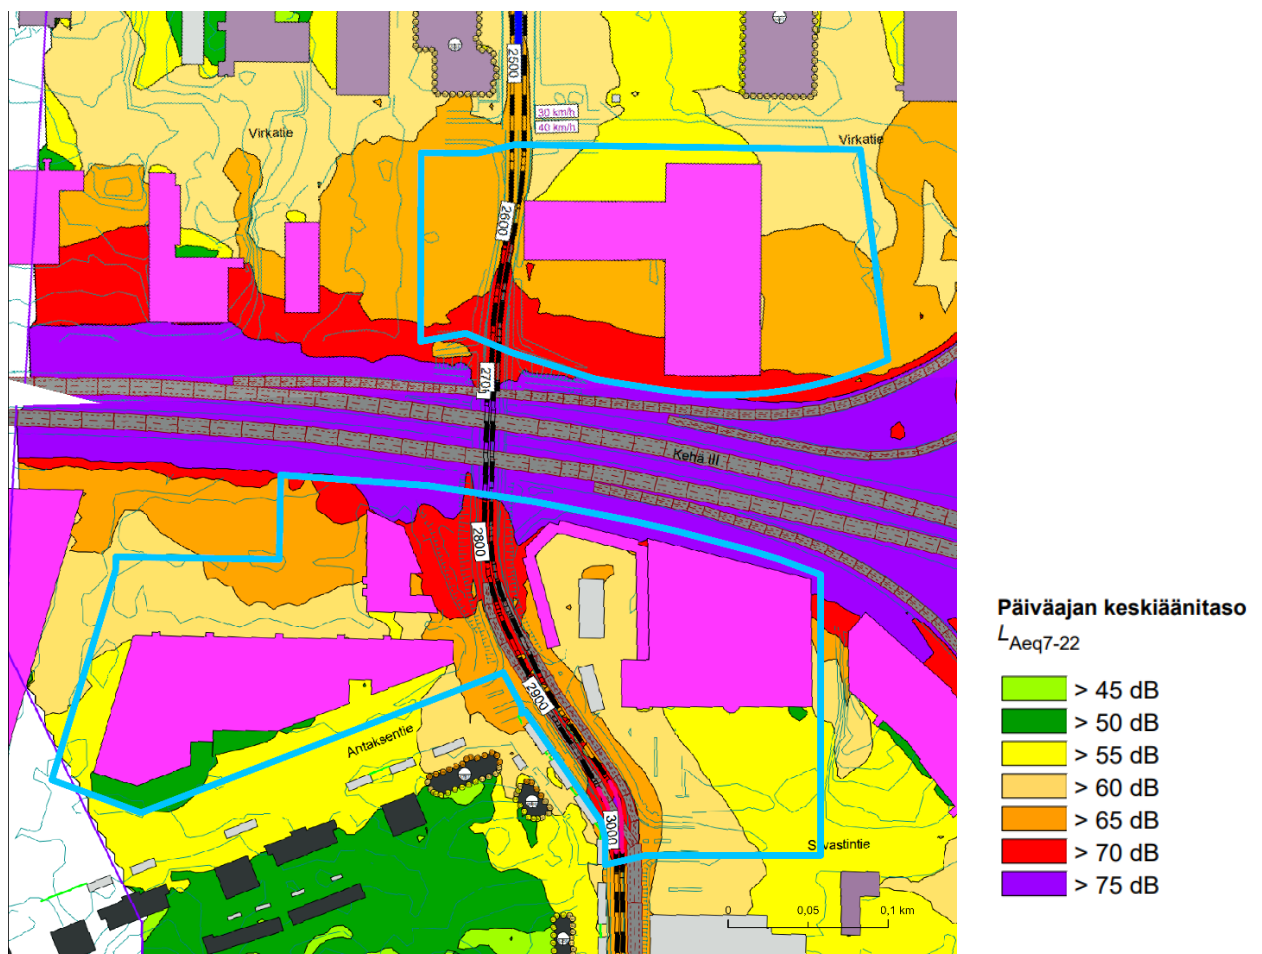 2500
30 km/h
40 km/h
Virkatie
Virkatie
2600
270
Kehä III
2800
2900
Antaksentie
3000
Sivastintie
0 0,05 0,1 km
Päiväajan keskiäänitaso
LAeq7-22
> 45 dB
> 50 dB
> 55 dB
> 60 dB
> 65 dB
> 70 dB
> 75 dB